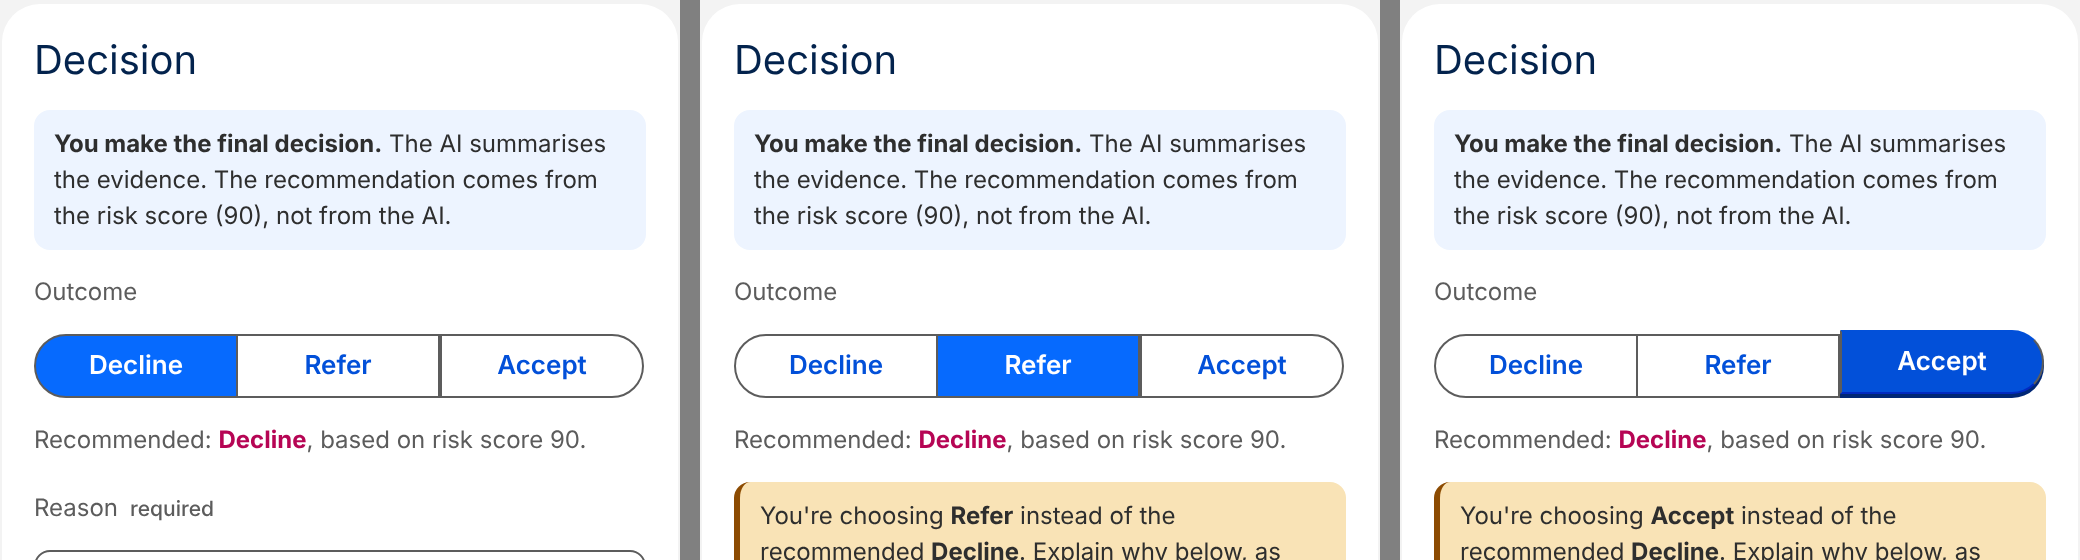 Decision
You make the final decision. The AI summarises
the evidence. The recommendation comes from
the risk score (90), not from the AI.
Outcome
Decline Refer Accept
Recommended: Decline, based on risk score 90.
Reason required
Decision
You make the final decision. The AI summarises
the evidence. The recommendation comes from
the risk score (90), not from the AI.
Outcome
Decline Refer Accept
Recommended: Decline, based on risk score 90.
You're choosing Refer instead of the
recommended Decline. Explain why below, as
Decision
You make the final decision. The AI summarises
the evidence. The recommendation comes from
the risk score (90), not from the AI.
Outcome
Decline Refer Accept
Recommended: Decline, based on risk score 90.
You're choosing Accept instead of the
recommended Decline. Explain why below, as